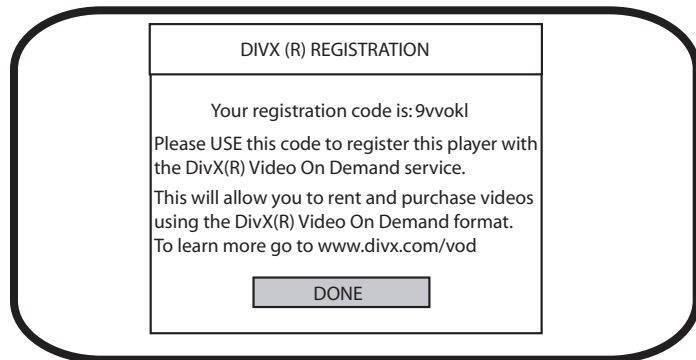 DIVX (R) REGISTRATION
Your registration code is: 9vvokl
Please USE this code to register this player with
the DivX(R) Video On Demand service.
This will allow you to rent and purchase videos
using the DivX(R) Video On Demand format.
To learn more go to www.divx.com/vod
DONE